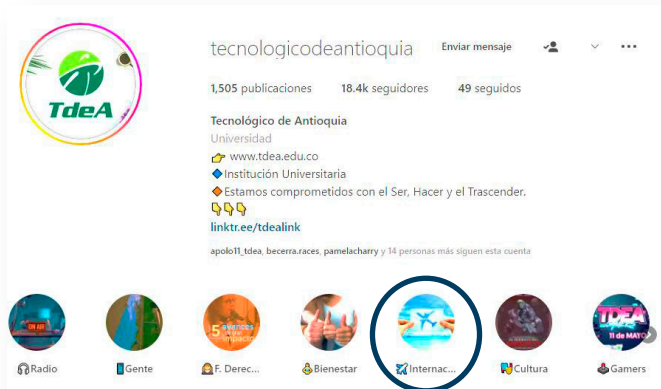 TdeA
tecnologicodeantioquia Enviar mensaje
1,505 publicaciones 18.4k seguidores 49 seguidos
Tecnológico de Antioquia
Universidad
👉 www.tdea.edu.co
🔷Institución Universitaria
🔶Estamos comprometidos con el Ser, Hacer y el Trascender.
👇👇👇
linktr.ee/tdealink
apolo11_tdea, becerra.races, pamelacharry y 14 personas más siguen esta cuenta
ON AIR
5 avances
impacto
TDEA
11 de MAYO
Radio Gente F. Derec... Bienestar Internac... Cultura Gamers